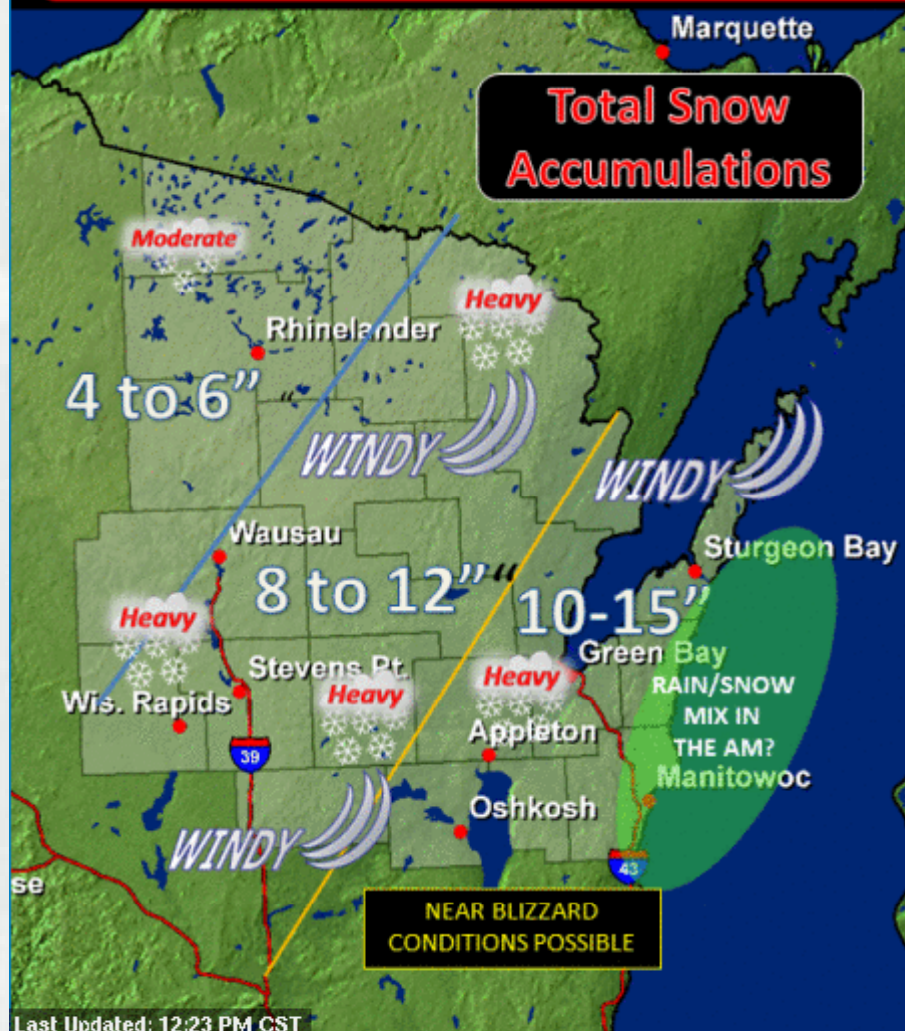 Marquette
Total Snow
Accumulations
Moderate
Heavy
Rhinelander
4 to 6”
“
WINDY
WINDY
Wausau
Sturgeon Bay
8 to 12”
“
10-15”
Heavy
Green Bay
Stevens Pt.
Heavy
Heavy
RAIN/SNOW
MIX IN
THE AM?
Wis. Rapids
Appleton
39
Manitowoc
Oshkosh
WINDY
43
se
NEAR BLIZZARD
CONDITIONS POSSIBLE
Last Updated: 12:23 PM CST